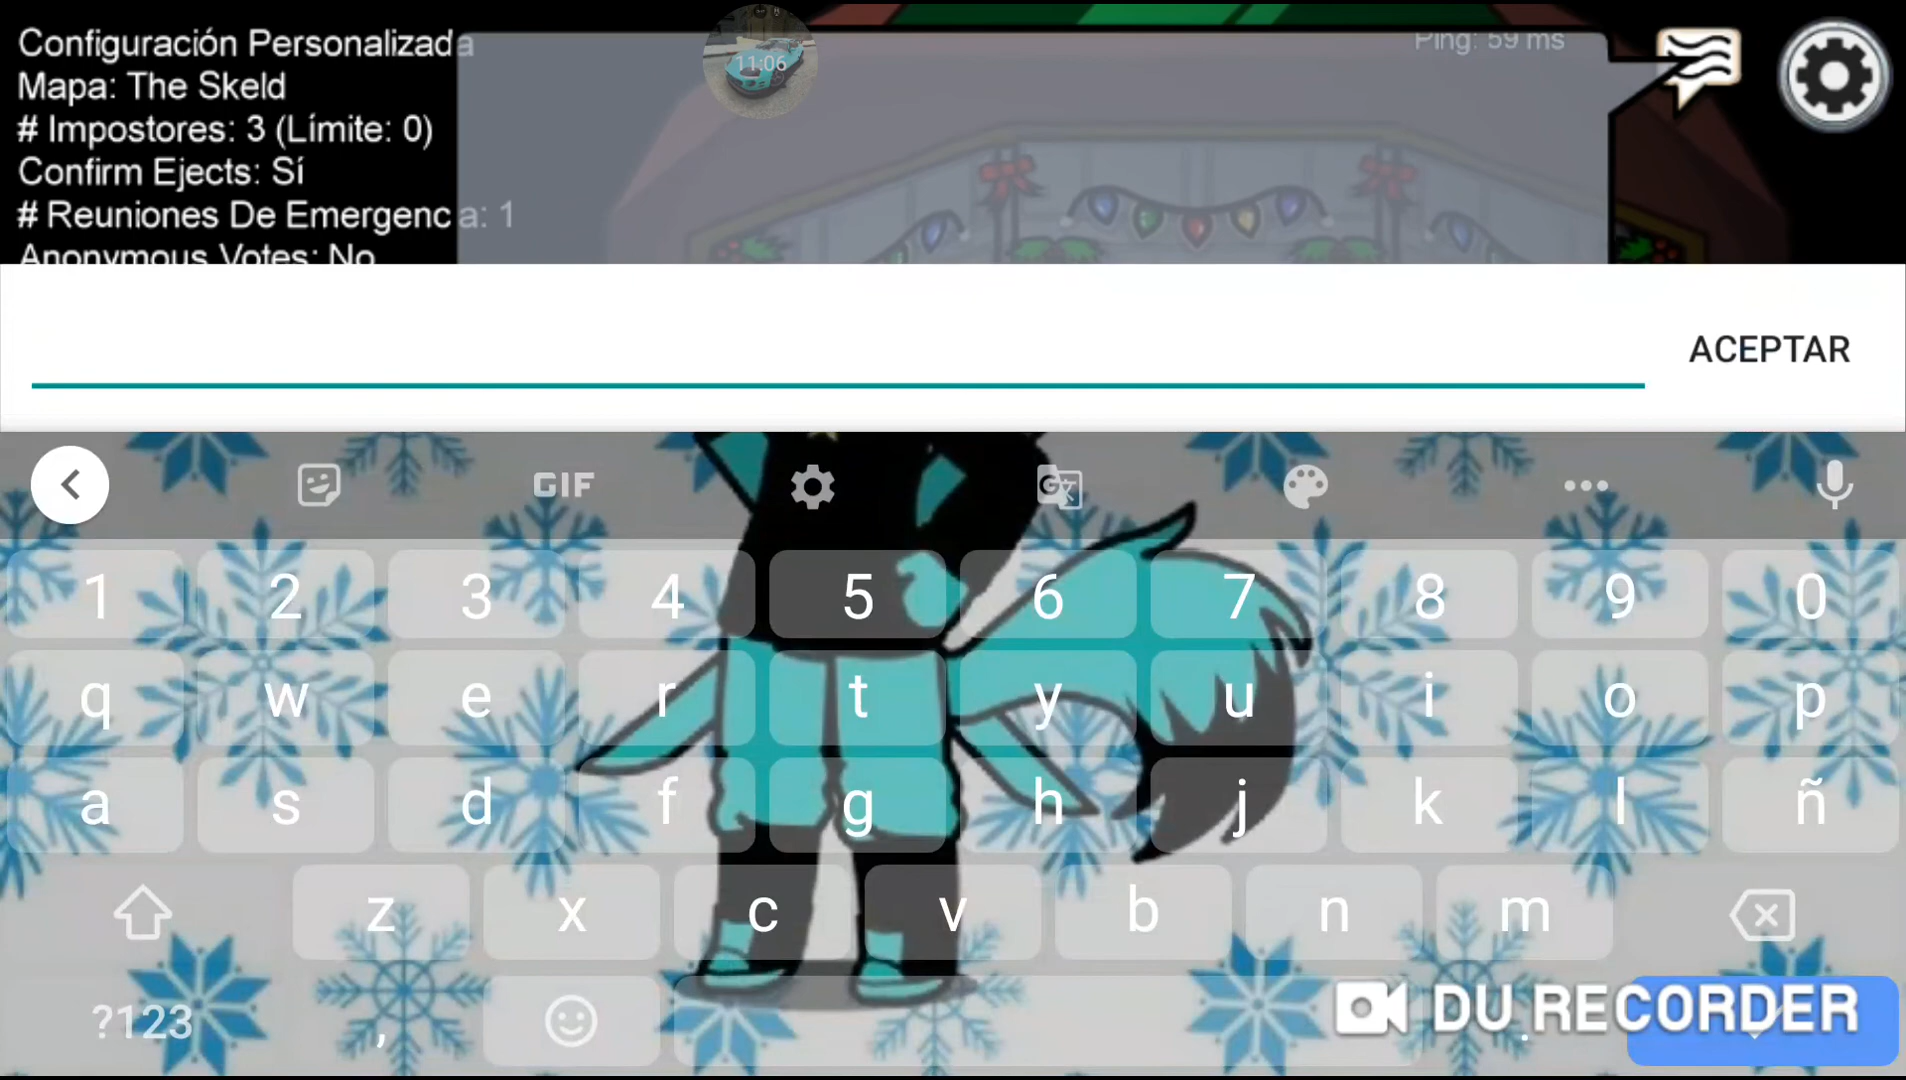 Configuración Personalizada
Ping: 59 ms
11:06
Mapa: The Skeld
# Impostores: 3 (Límite: 0)
Confirm Ejects: Sí
# Reuniones De Emergencia: 1
Anonymous Votes: No
ACEPTAR
GIF
1 2 3 4 5 6 7 8 9 0
q w e r t y u i o p
a s d f g h j k l ñ
z x c v b n m
?123 , .
DU RECORDER